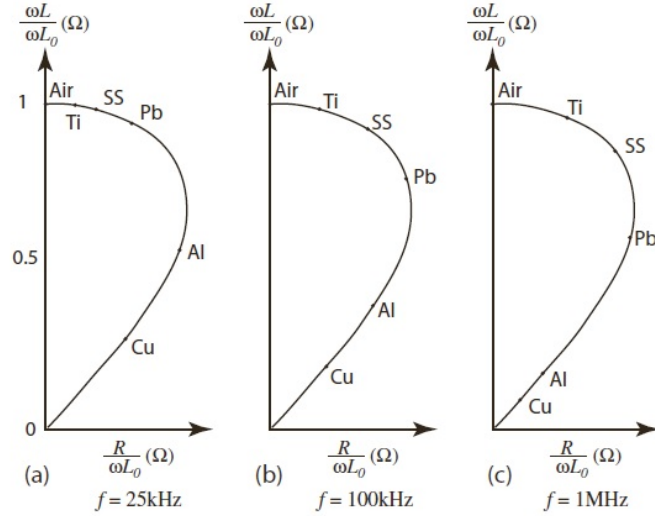 ωL/ωL₀ (Ω)
1
Air
Ti
SS
Pb
0.5
Al
Cu
0
R/ωL₀ (Ω)
(a)
f = 25kHz
ωL/ωL₀ (Ω)
Air
Ti
SS
Pb
Al
Cu
R/ωL₀ (Ω)
(b)
f = 100kHz
ωL/ωL₀ (Ω)
Air
Ti
SS
Pb
Al
Cu
R/ωL₀ (Ω)
(c)
f = 1MHz